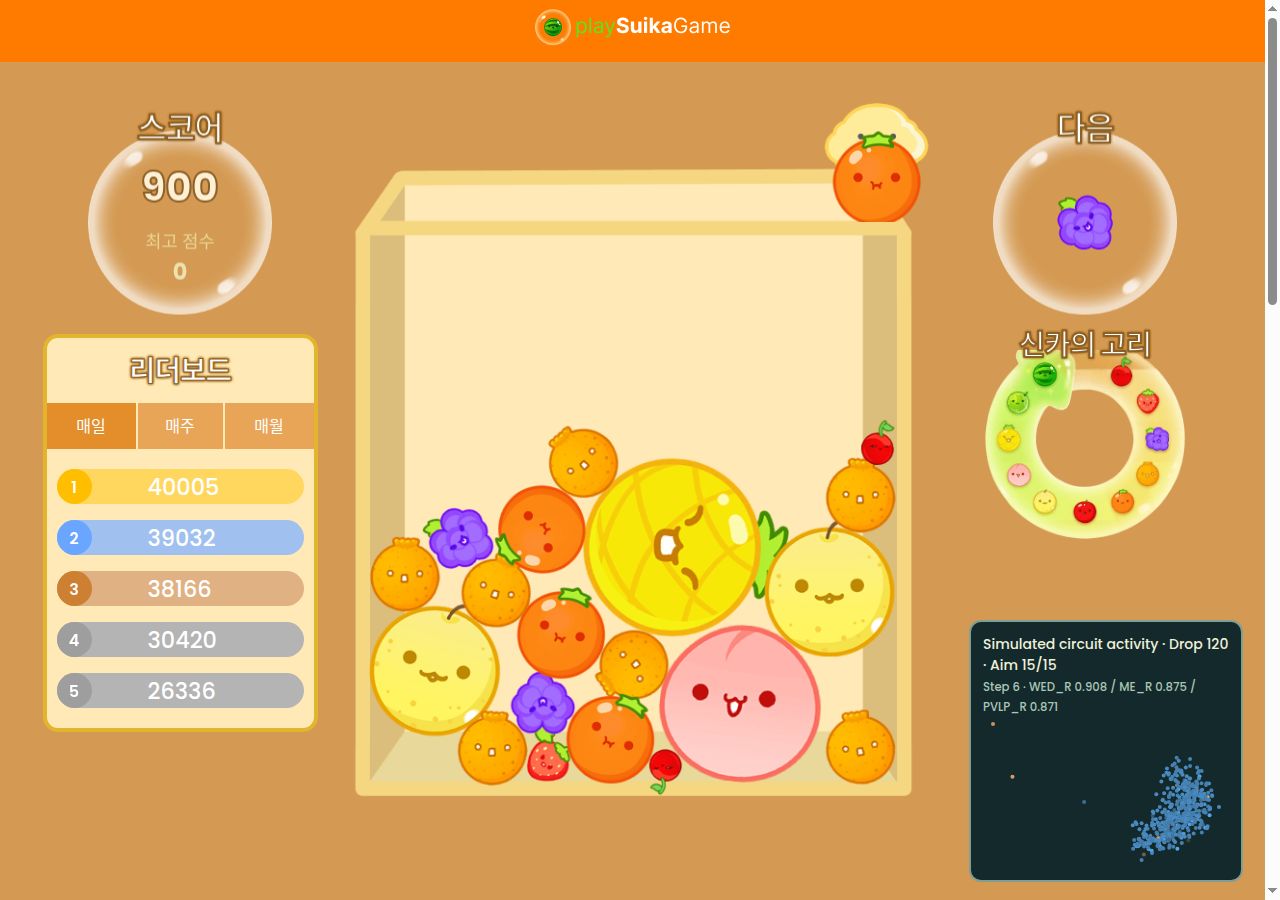 playSuikaGame
스코어
900
최고 점수
0
다음
신카의 고리
리더보드
매일
매주
매월
1 40005
2 39032
3 38166
4 30420
5 26336
Simulated circuit activity · Drop 120
· Aim 15/15
Step 6 · WED_R 0.908 / ME_R 0.875 /
PVLP_R 0.871